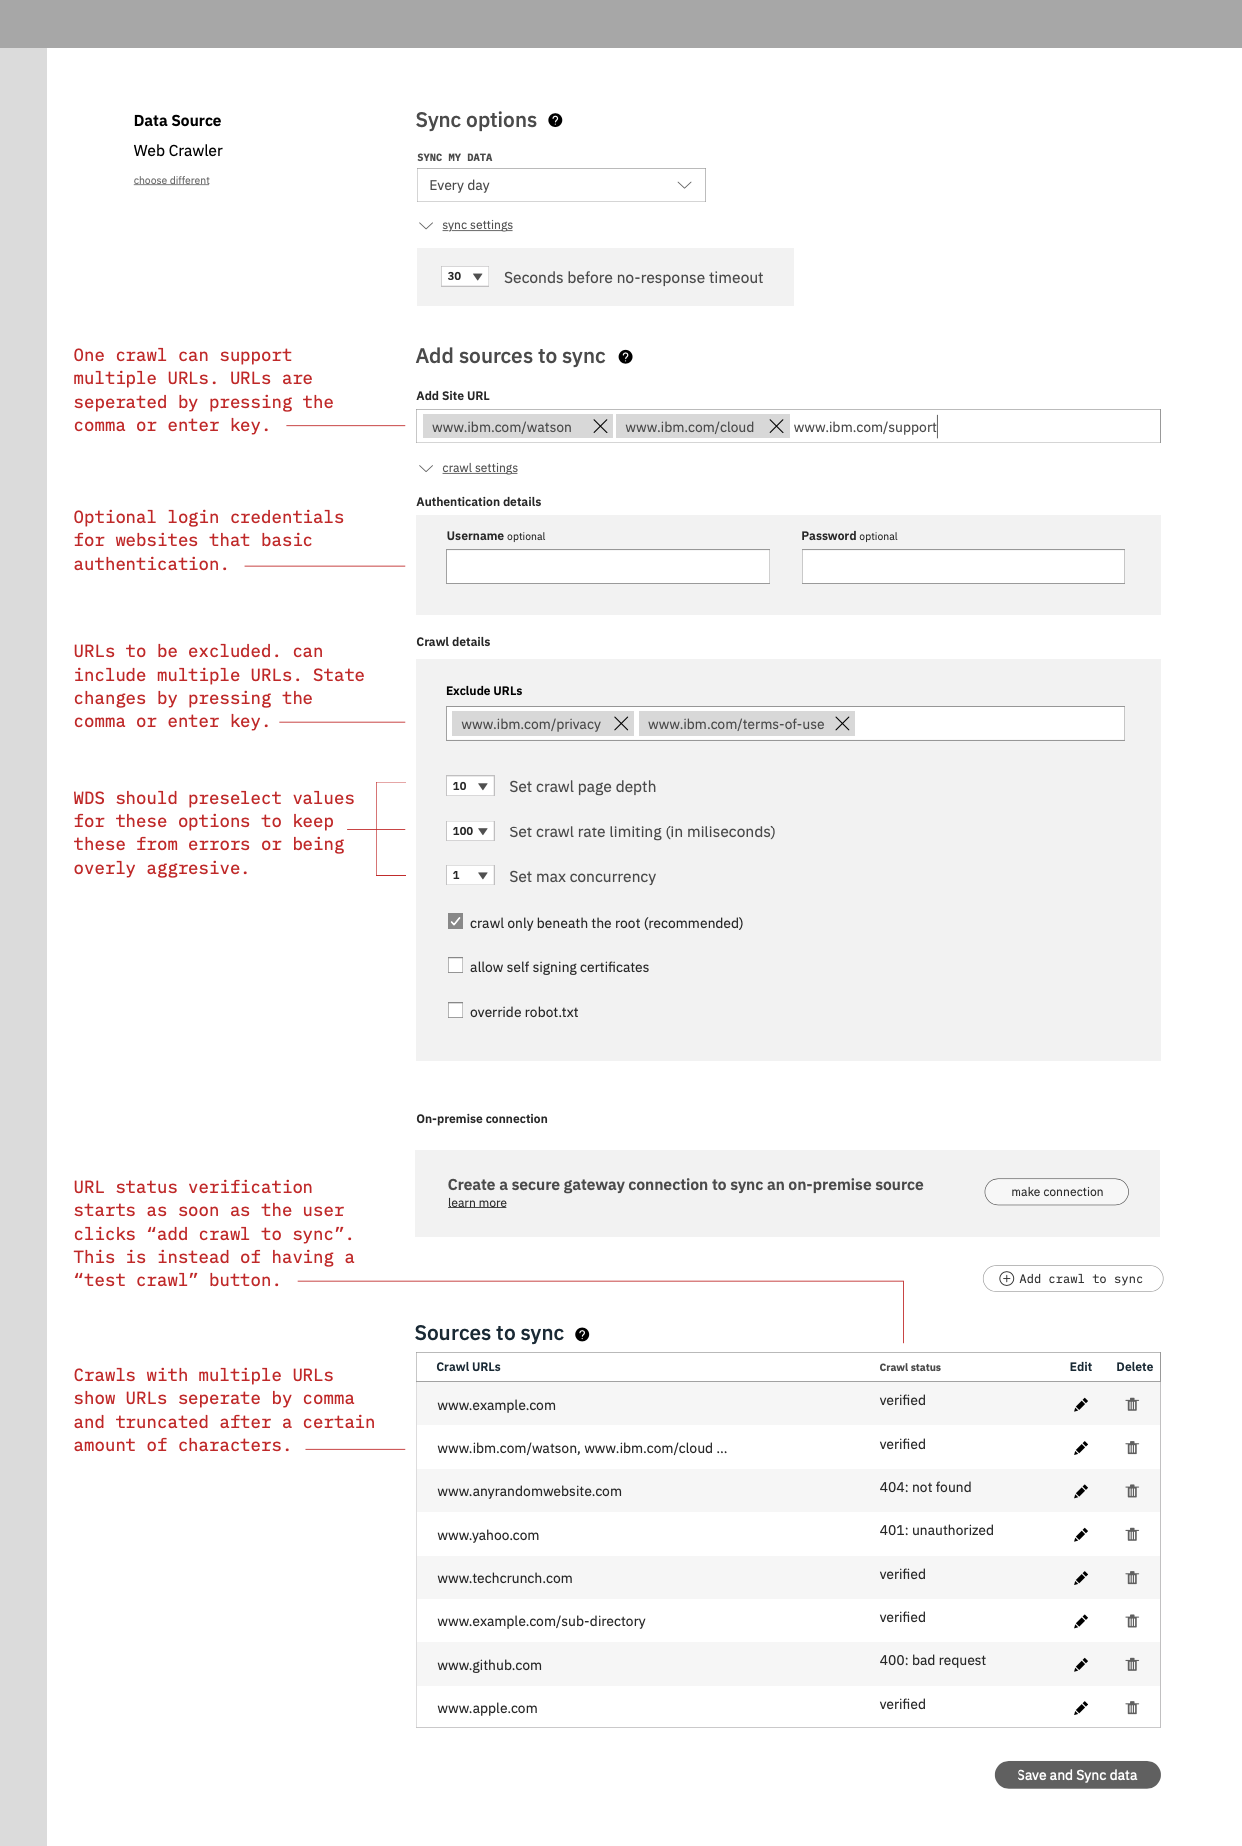 Data Source
Web Crawler
choose different
Sync options ?
SYNC MY DATA
Every day
sync settings
30 Seconds before no-response timeout
One crawl can support
multiple URLs. URLs are
seperated by pressing the
comma or enter key.
Add sources to sync ?
Add Site URL
www.ibm.com/watson www.ibm.com/cloud www.ibm.com/support
crawl settings
Optional login credentials
for websites that basic
authentication.
Authentication details
Username optional Password optional
URLs to be excluded. can
include multiple URLs. State
changes by pressing the
comma or enter key.
Crawl details
Exclude URLs
www.ibm.com/privacy www.ibm.com/terms-of-use
WDS should preselect values
for these options to keep
these from errors or being
overly aggresive.
10 Set crawl page depth
100 Set crawl rate limiting (in miliseconds)
1 Set max concurrency
crawl only beneath the root (recommended)
allow self signing certificates
override robot.txt
On-premise connection
Create a secure gateway connection to sync an on-premise source
learn more
make connection
URL status verification
starts as soon as the user
clicks “add crawl to sync”.
This is instead of having a
“test crawl” button.
Add crawl to sync
Sources to sync ?
Crawls with multiple URLs
show URLs seperate by comma
and truncated after a certain
amount of characters.
Crawl URLs Crawl status Edit Delete
www.example.com verified
www.ibm.com/watson, www.ibm.com/cloud ... verified
www.anyrandomwebsite.com 404: not found
www.yahoo.com 401: unauthorized
www.techcrunch.com verified
www.example.com/sub-directory verified
www.github.com 400: bad request
www.apple.com verified
Save and Sync data